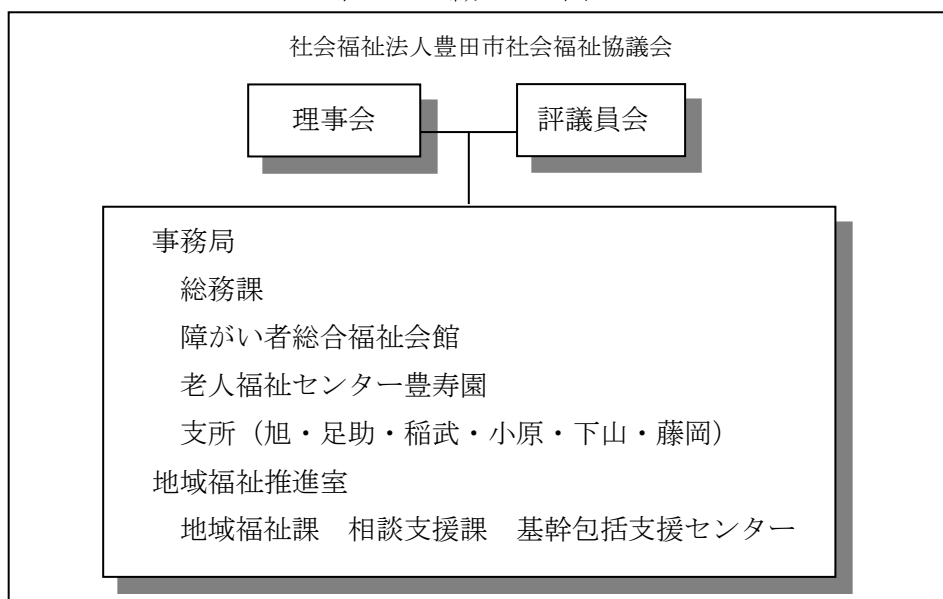 社会福祉法人豊田市社会福祉協議会
理事会
評議員会
事務局
総務課
障がい者総合福祉会館
老人福祉センター豊寿園
支所（旭・足助・稲武・小原・下山・藤岡）
地域福祉推進室
地域福祉課　相談支援課　基幹包括支援センター